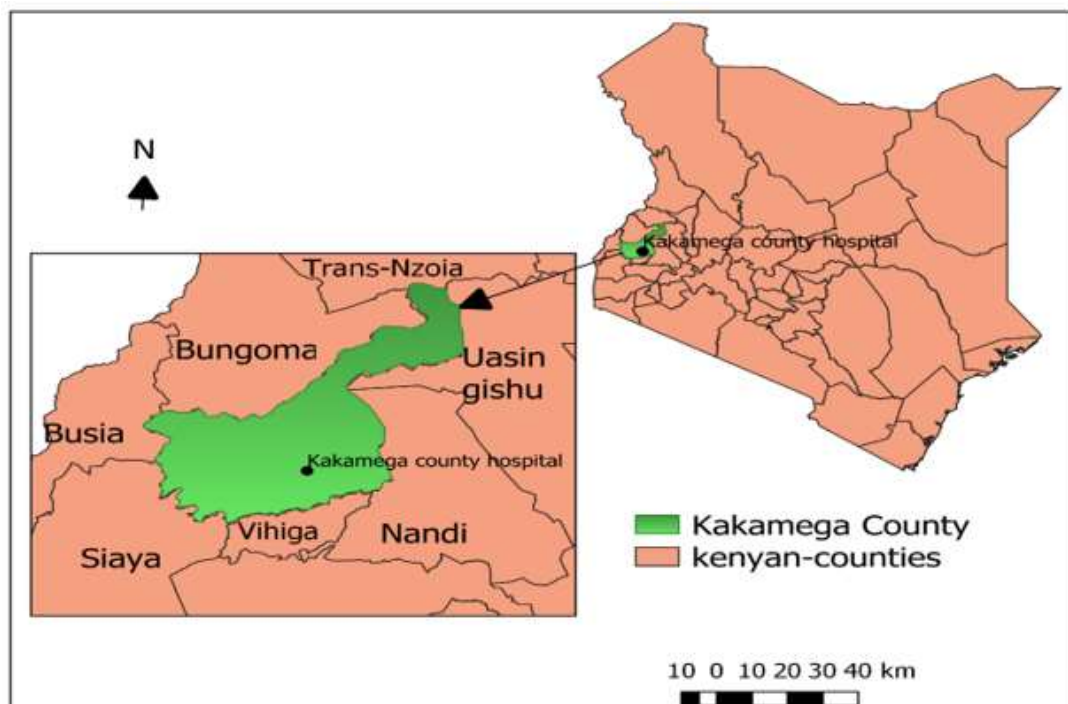 N
Kakamega county hospital
Trans-Nzoia
Bungoma
Uasin
gishu
Busia
Kakamega county hospital
Vihiga
Nandi
Siaya
Kakamega County
kenyan-counties
10 0 10 20 30 40 km